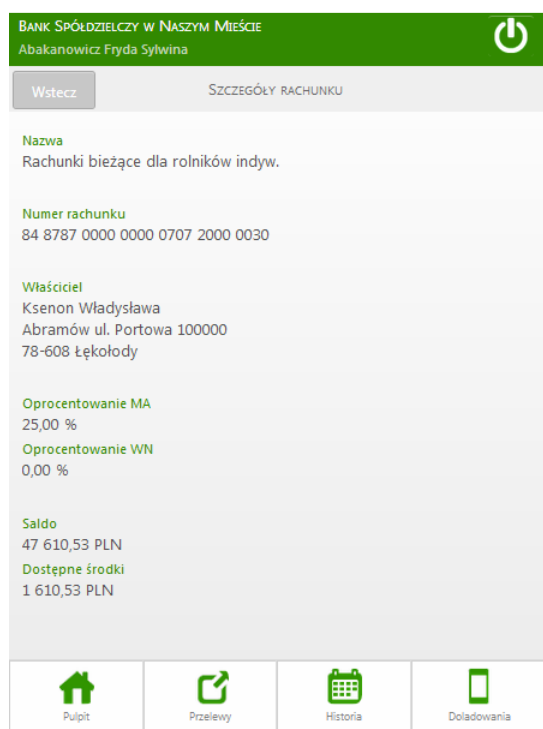 Bank Spółdzielczy w Naszym Mieście
Abakanowicz Fryda Sylwina
Wstecz
Szczegóły rachunku
Nazwa
Rachunki bieżące dla rolników indyw.
Numer rachunku
84 8787 0000 0000 0707 2000 0030
Właściciel
Ksenon Władysława
Abramów ul. Portowa 100000
78-608 Łękołody
Oprocentowanie MA
25,00 %
Oprocentowanie WN
0,00 %
Saldo
47 610,53 PLN
Dostępne środki
1 610,53 PLN
Pulpit
Przelewy
Historia
Doladowania